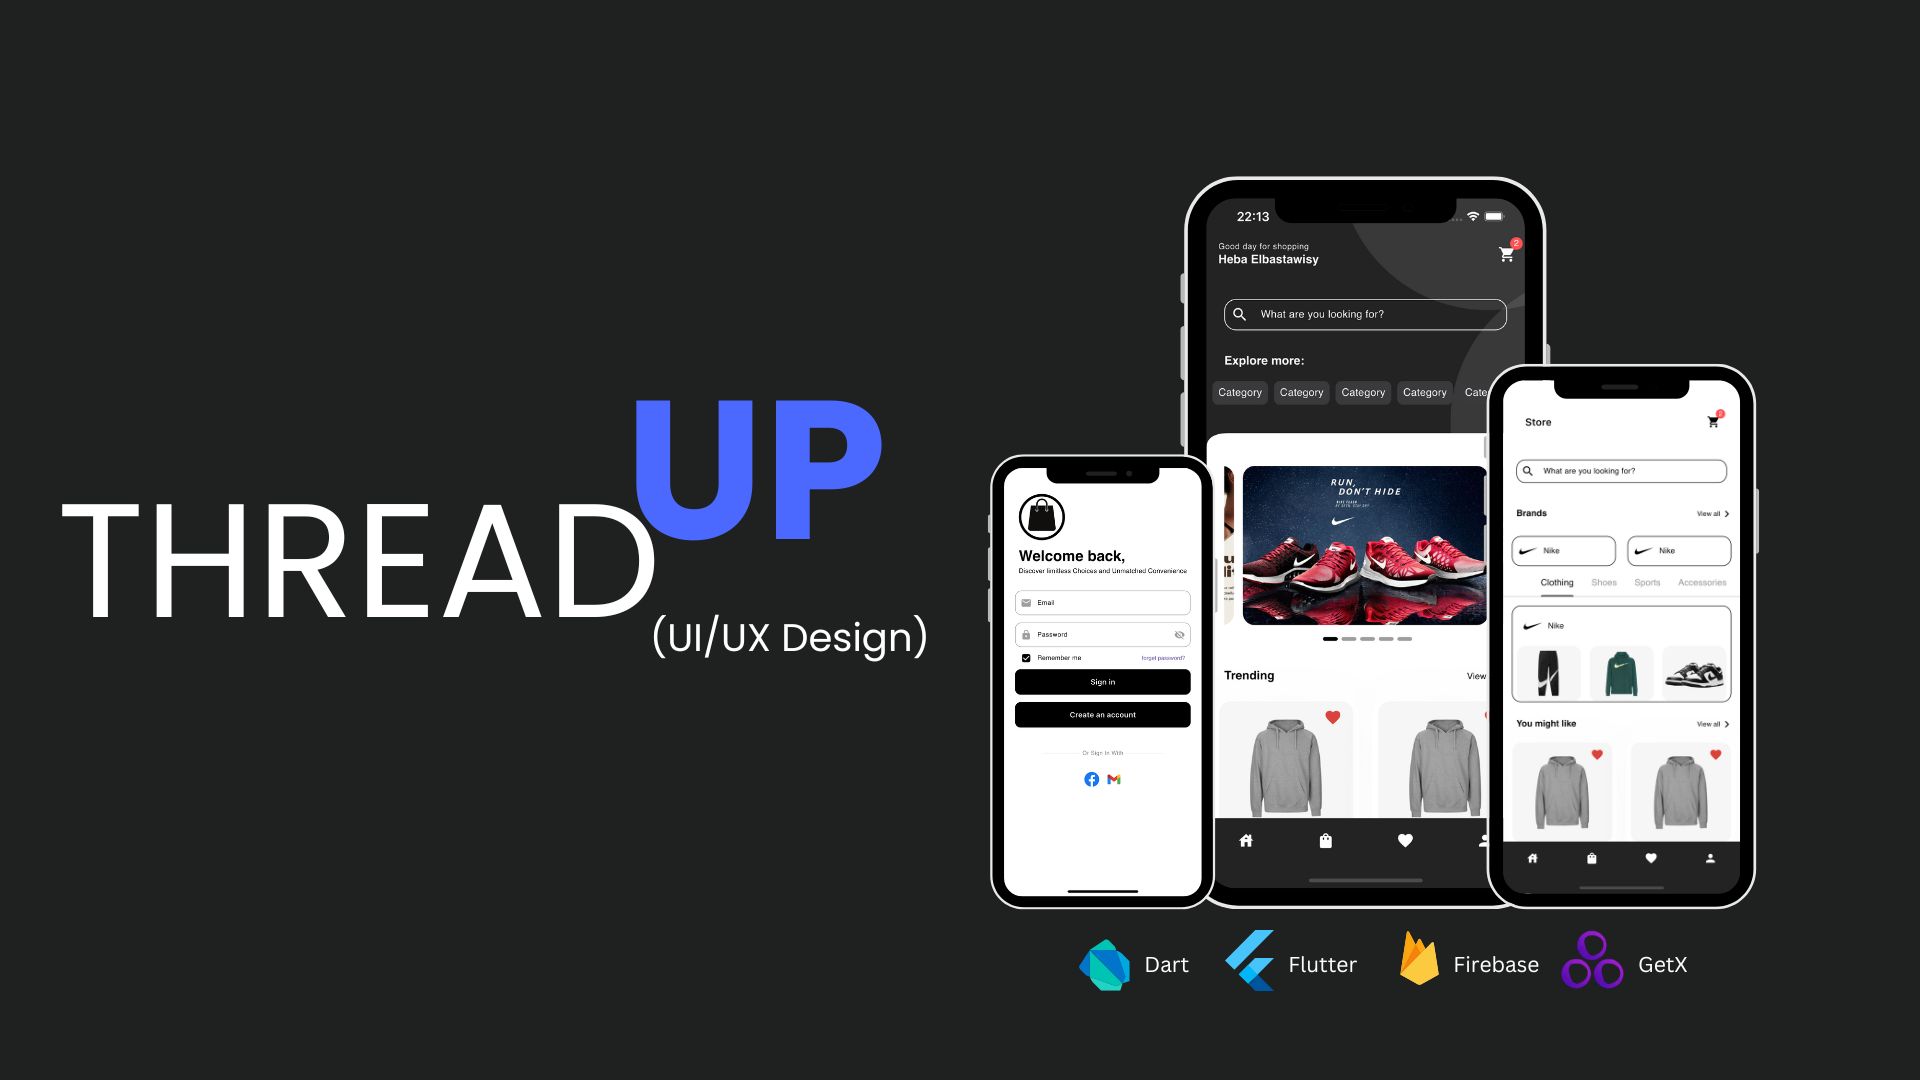 THREAD
UP
(UI/UX Design)
Welcome back,
Discover limitless Choices and Unmatched Convenience
Email
Password
Remember me
forget password?
Sign in
Create an account
Or Sign In With
22:13
Good day for shopping
Heba Elbastawisy
2
What are you looking for?
Explore more:
Category Category Category Category Cate
RUN,
DON'T HIDE
Trending
View
Store
2
What are you looking for?
Brands
View all
Nike
Nike
Clothing Shoes Sports Accessories
Nike
You might like
View all
Dart
Flutter
Firebase
GetX